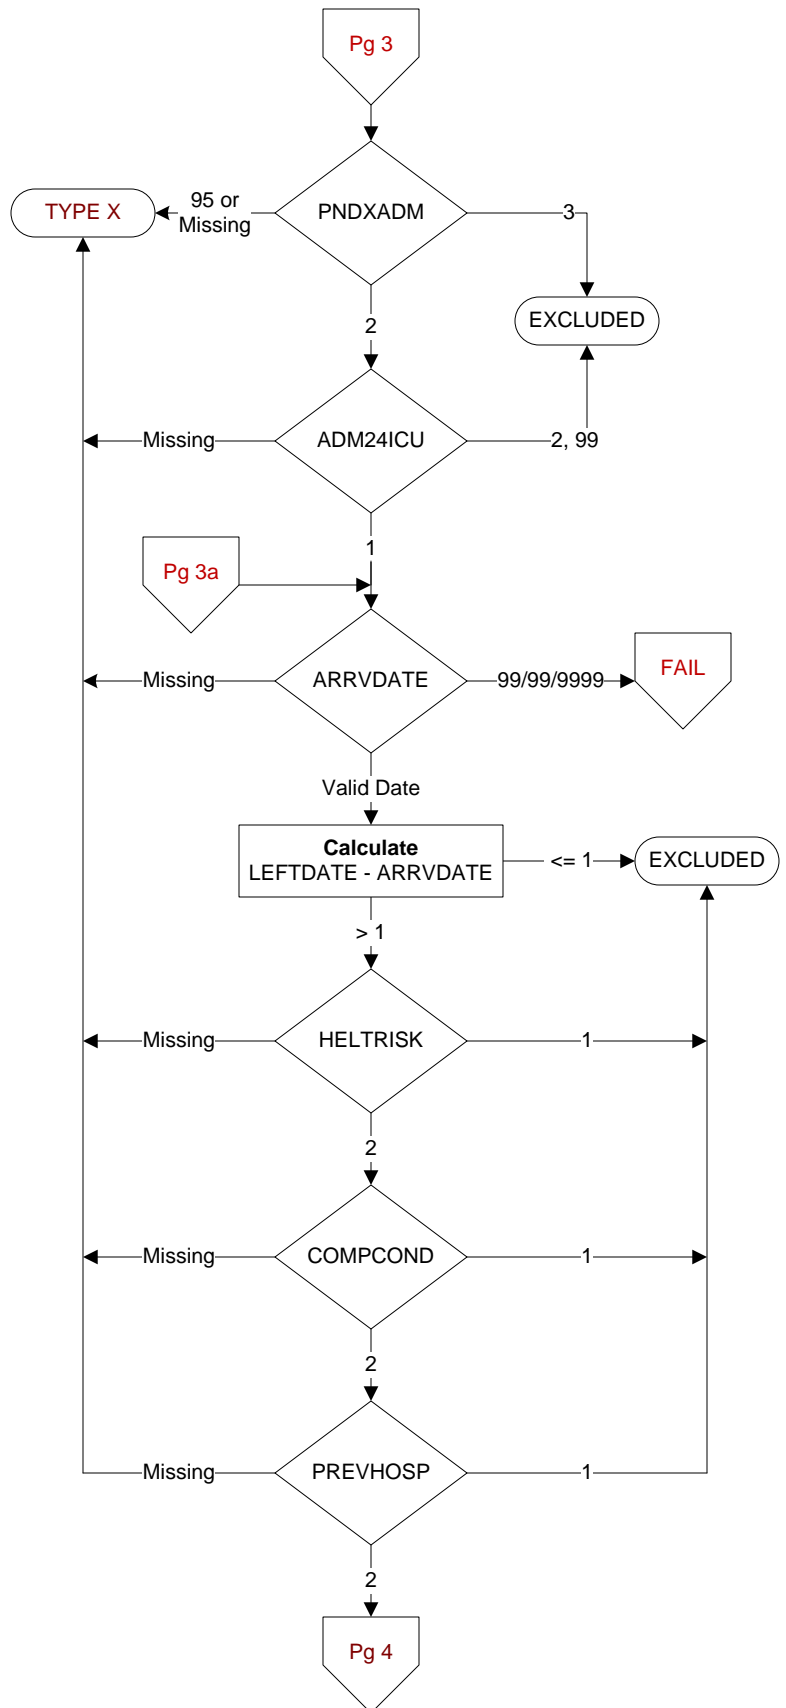 Pg 3
95 or
Missing
TYPE X
PNDXADM
3
EXCLUDED
2
Missing
ADM24ICU
2, 99
1
Pg 3a
Missing
ARRVDATE
99/99/9999
FAIL
Valid Date
Calculate
LEFTDATE - ARRVDATE
<= 1
EXCLUDED
> 1
Missing
HELTRISK
1
2
Missing
COMPCOND
1
2
Missing
PREVHOSP
1
2
Pg 4